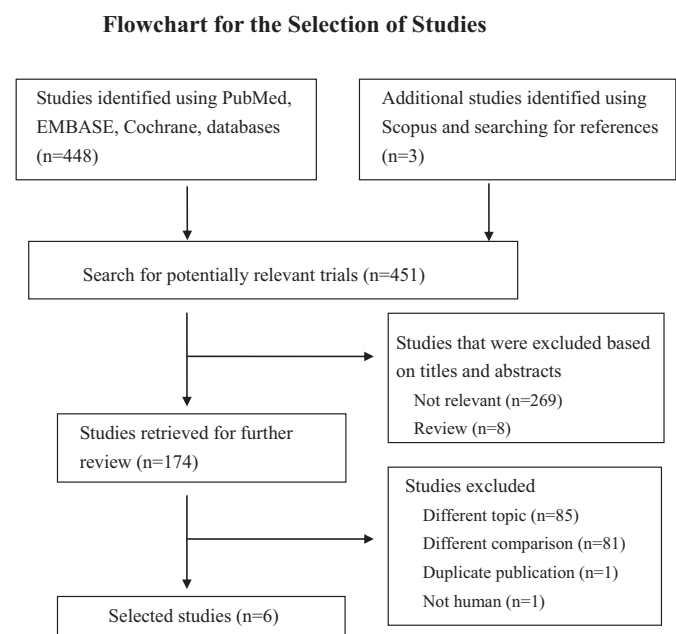 Flowchart for the Selection of Studies
Studies identified using PubMed,
EMBASE, Cochrane, databases
(n=448)
Additional studies identified using
Scopus and searching for references
(n=3)
Search for potentially relevant trials (n=451)
Studies that were excluded based
on titles and abstracts
Not relevant (n=269)
Review (n=8)
Studies retrieved for further
review (n=174)
Studies excluded
Different topic (n=85)
Different comparison (n=81)
Duplicate publication (n=1)
Not human (n=1)
Selected studies (n=6)